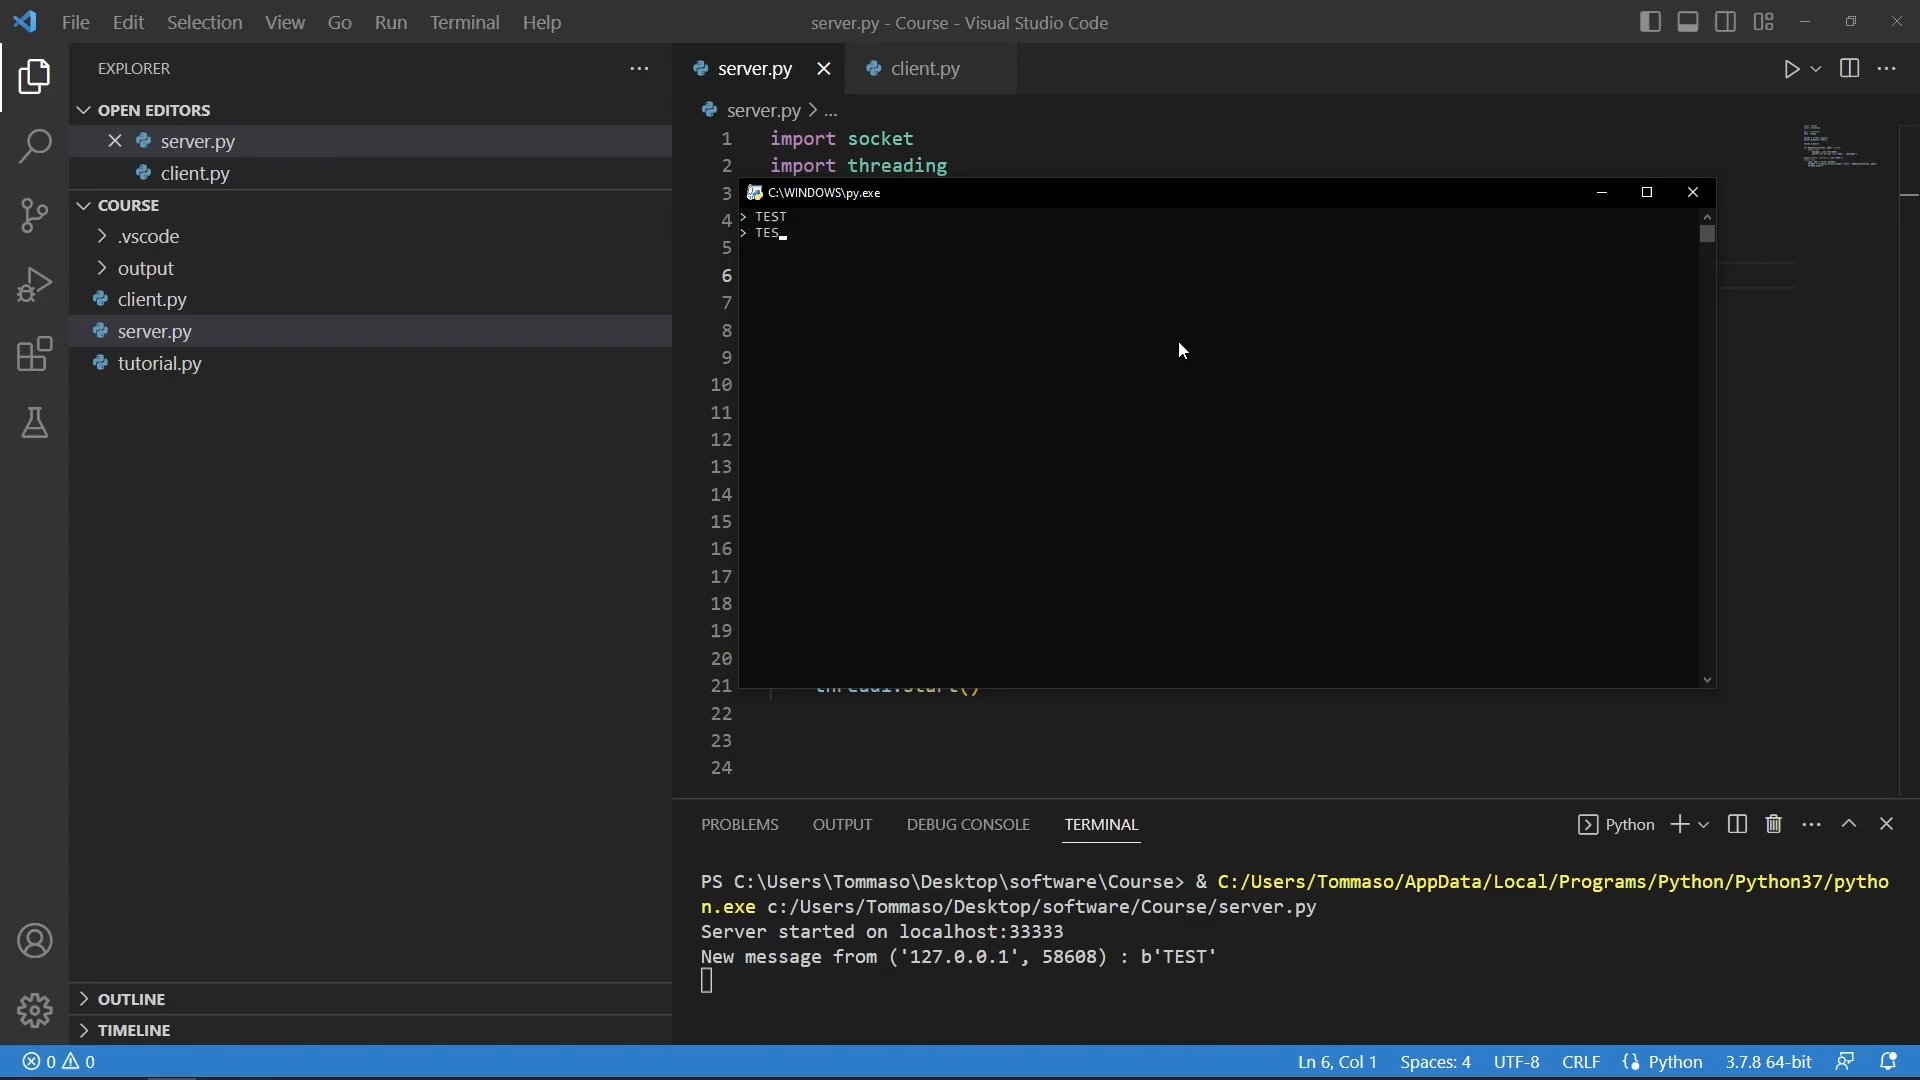 File Edit Selection View Go Run Terminal Help
server.py - Course - Visual Studio Code
EXPLORER
OPEN EDITORS
server.py
client.py
COURSE
.vscode
output
client.py
server.py
tutorial.py
OUTLINE
TIMELINE
server.py client.py
server.py > ...
1 import socket
2 import threading
3
4
5
6
7
8
9
10
11
12
13
14
15
16
17
18
19
20
21
22
23
24
C:\WINDOWS\py.exe
> TEST
> TES_
PROBLEMS OUTPUT DEBUG CONSOLE TERMINAL
Python
PS C:\Users\Tommaso\Desktop\software\Course> & C:/Users/Tommaso/AppData/Local/Programs/Python/Python37/pytho
n.exe c:/Users/Tommaso/Desktop/software/Course/server.py
Server started on localhost:33333
New message from ('127.0.0.1', 58608) : b'TEST'
0 0 Ln 6, Col 1 Spaces: 4 UTF-8 CRLF Python 3.7.8 64-bit